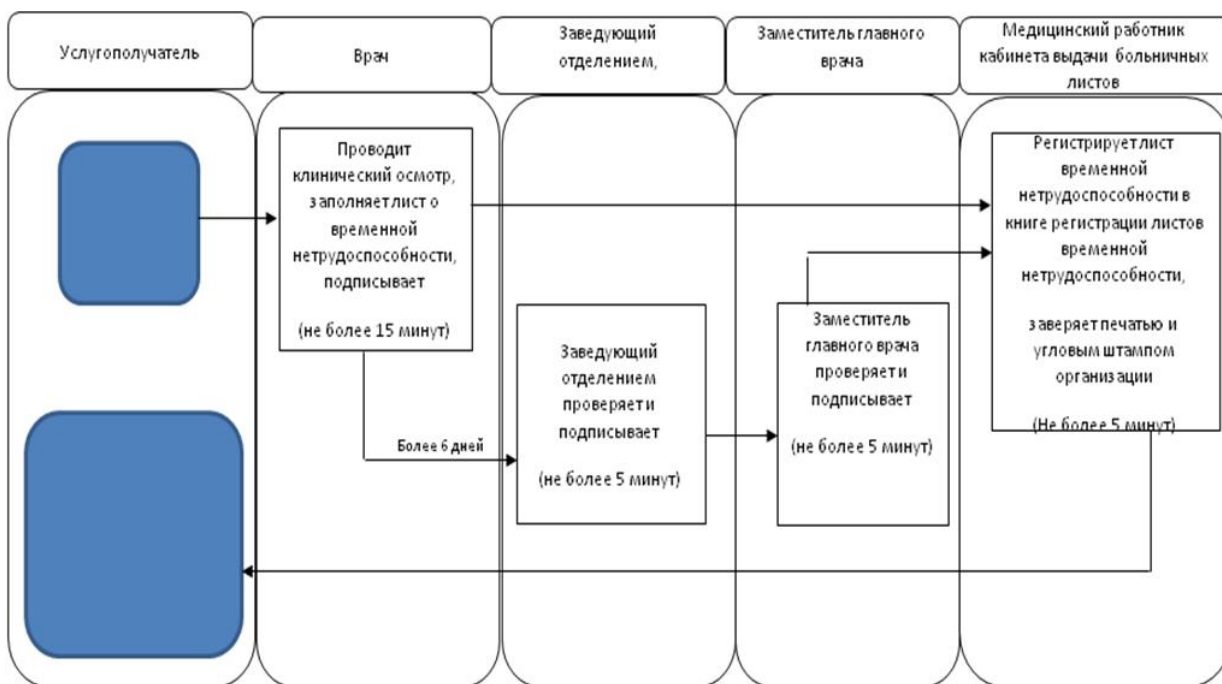 Услугополучатель
Врач
Заведующий
отделением,
Заместитель главного
врача
Медицинский работник
кабинета выдачи больничных
листов
Проводит
клинический осмотр,
заполняет лист о
временной
нетрудоспособности,
подписывает
(не более 15 минут)
Более 6 дней
Заведующий
отделением
проверяет и
подписывает
(не более 5 минут)
Заместитель
главного врача
проверяет и
подписывает
(не более 5 минут)
Регистрирует лист
временной
нетрудоспособности в
книге регистрации листов
временной
нетрудоспособности,
заверяет печатью и
угловым штампом
организации
(Не более 5 минут)